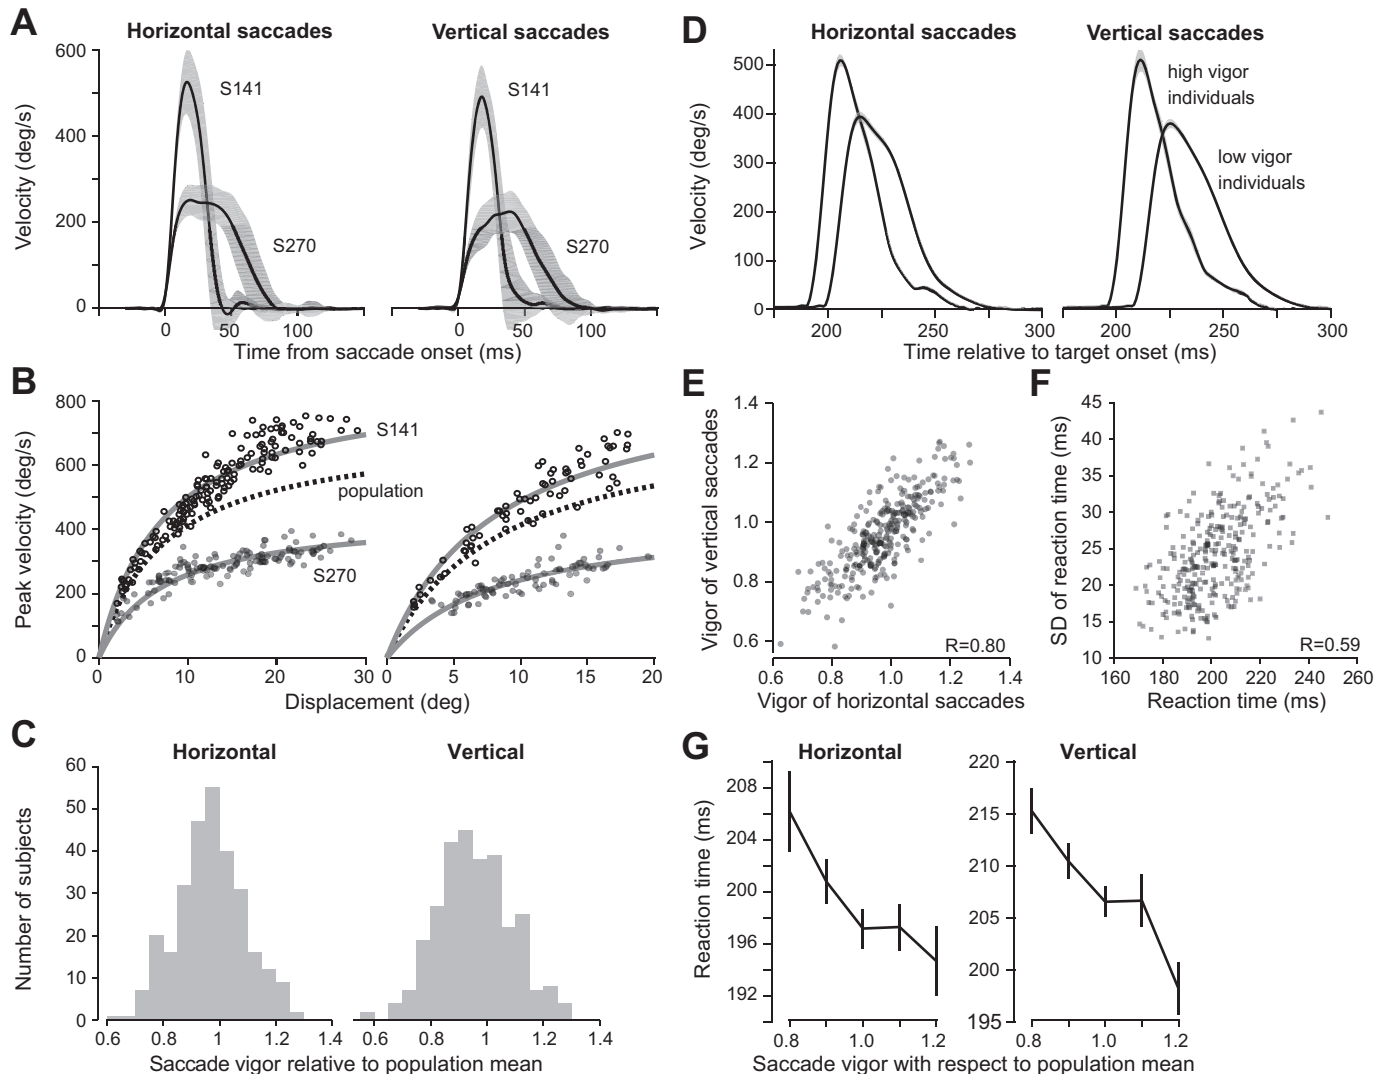 A
Horizontal saccades
Vertical saccades
Velocity (deg/s)
600
400
200
0
S141
S270
S141
S270
0 50 100
0 50 100
Time from saccade onset (ms)
D
Horizontal saccades
Vertical saccades
Velocity (deg/s)
500
400
300
200
100
0
high vigor
individuals
low vigor
individuals
200 250 300
200 250 300
Time relative to target onset (ms)
B
Peak velocity (deg/s)
800
600
400
200
0
S141
population
S270
0 10 20 30
0 5 10 15 20
Displacement (deg)
E
Vigor of vertical saccades
1.4
1.2
1.0
0.8
0.6
R=0.80
0.6 0.8 1.0 1.2 1.4
Vigor of horizontal saccades
F
SD of reaction time (ms)
45
40
35
30
25
20
15
10
R=0.59
160 180 200 220 240 260
Reaction time (ms)
C
Horizontal
Vertical
Number of subjects
60
50
40
30
20
10
0
0.6 0.8 1 1.2 1.4
0.6 0.8 1 1.2 1.4
Saccade vigor relative to population mean
G
Horizontal
Vertical
Reaction time (ms)
208
204
200
196
192
220
215
210
205
200
195
0.8 1.0 1.2
0.8 1.0 1.2
Saccade vigor with respect to population mean